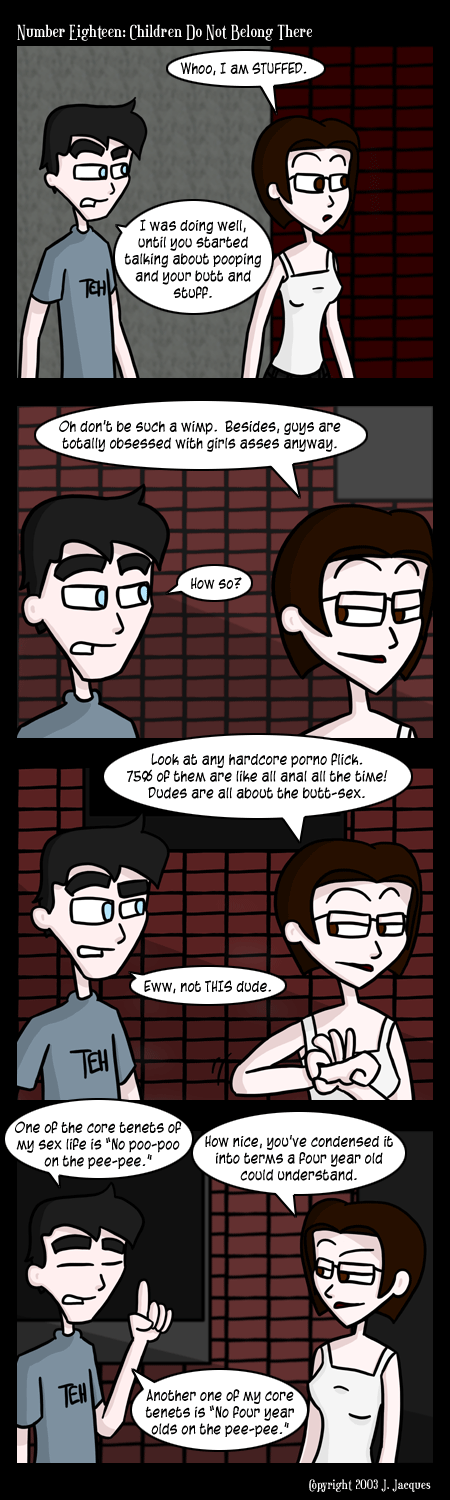 Number Eighteen: Children Do Not Belong There
Whoo, I am STUFFED.
I was doing well,
until you started
talking about pooping
and your butt and
stuff.
TEH
Oh don't be such a wimp. Besides, guys are
totally obsessed with girls asses anyway.
How so?
Look at any hardcore porno flick.
75% of them are like all anal all the time!
Dudes are all about the butt-sex.
Eww, not THIS dude.
TEH
One of the core tenets of
my sex life is "No poo-poo
on the pee-pee."
How nice, you've condensed it
into terms a four year old
could understand.
TEH
Another one of my core
tenets is "No four year
olds on the pee-pee."
Copyright 2003 J. Jacques